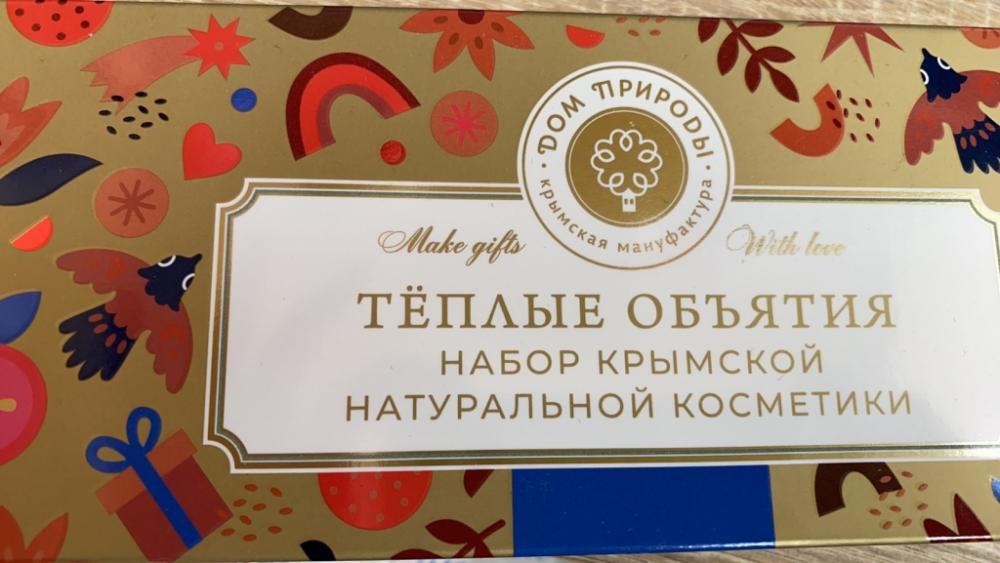 ДОМ ПРИРОДЫ
крымская мануфактура
Make gifts With love
ТЁПЛЫЕ ОБЪЯТИЯ
НАБОР КРЫМСКОЙ
НАТУРАЛЬНОЙ КОСМЕТИКИ